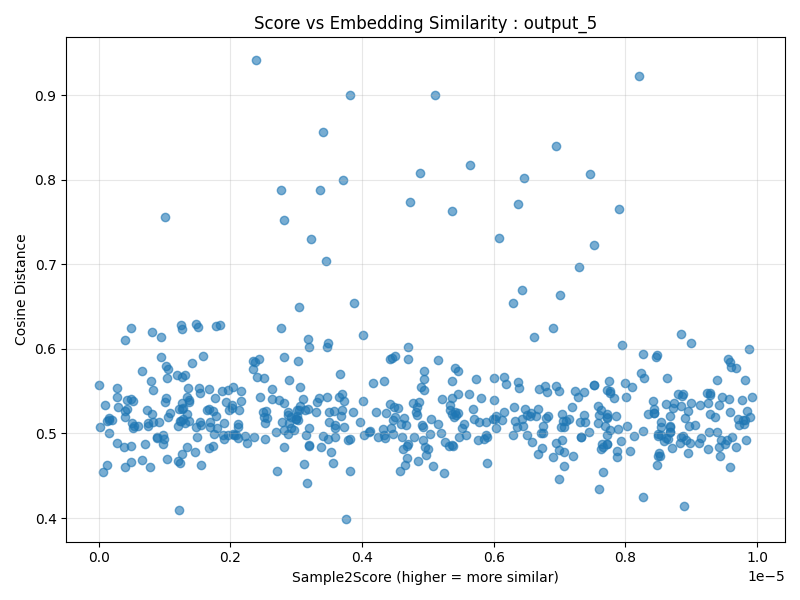 Score vs Embedding Similarity : output_5
Cosine Distance
0.9
0.8
0.7
0.6
0.5
0.4
0.0 0.2 0.4 0.6 0.8 1.0
1e−5
Sample2Score (higher = more similar)